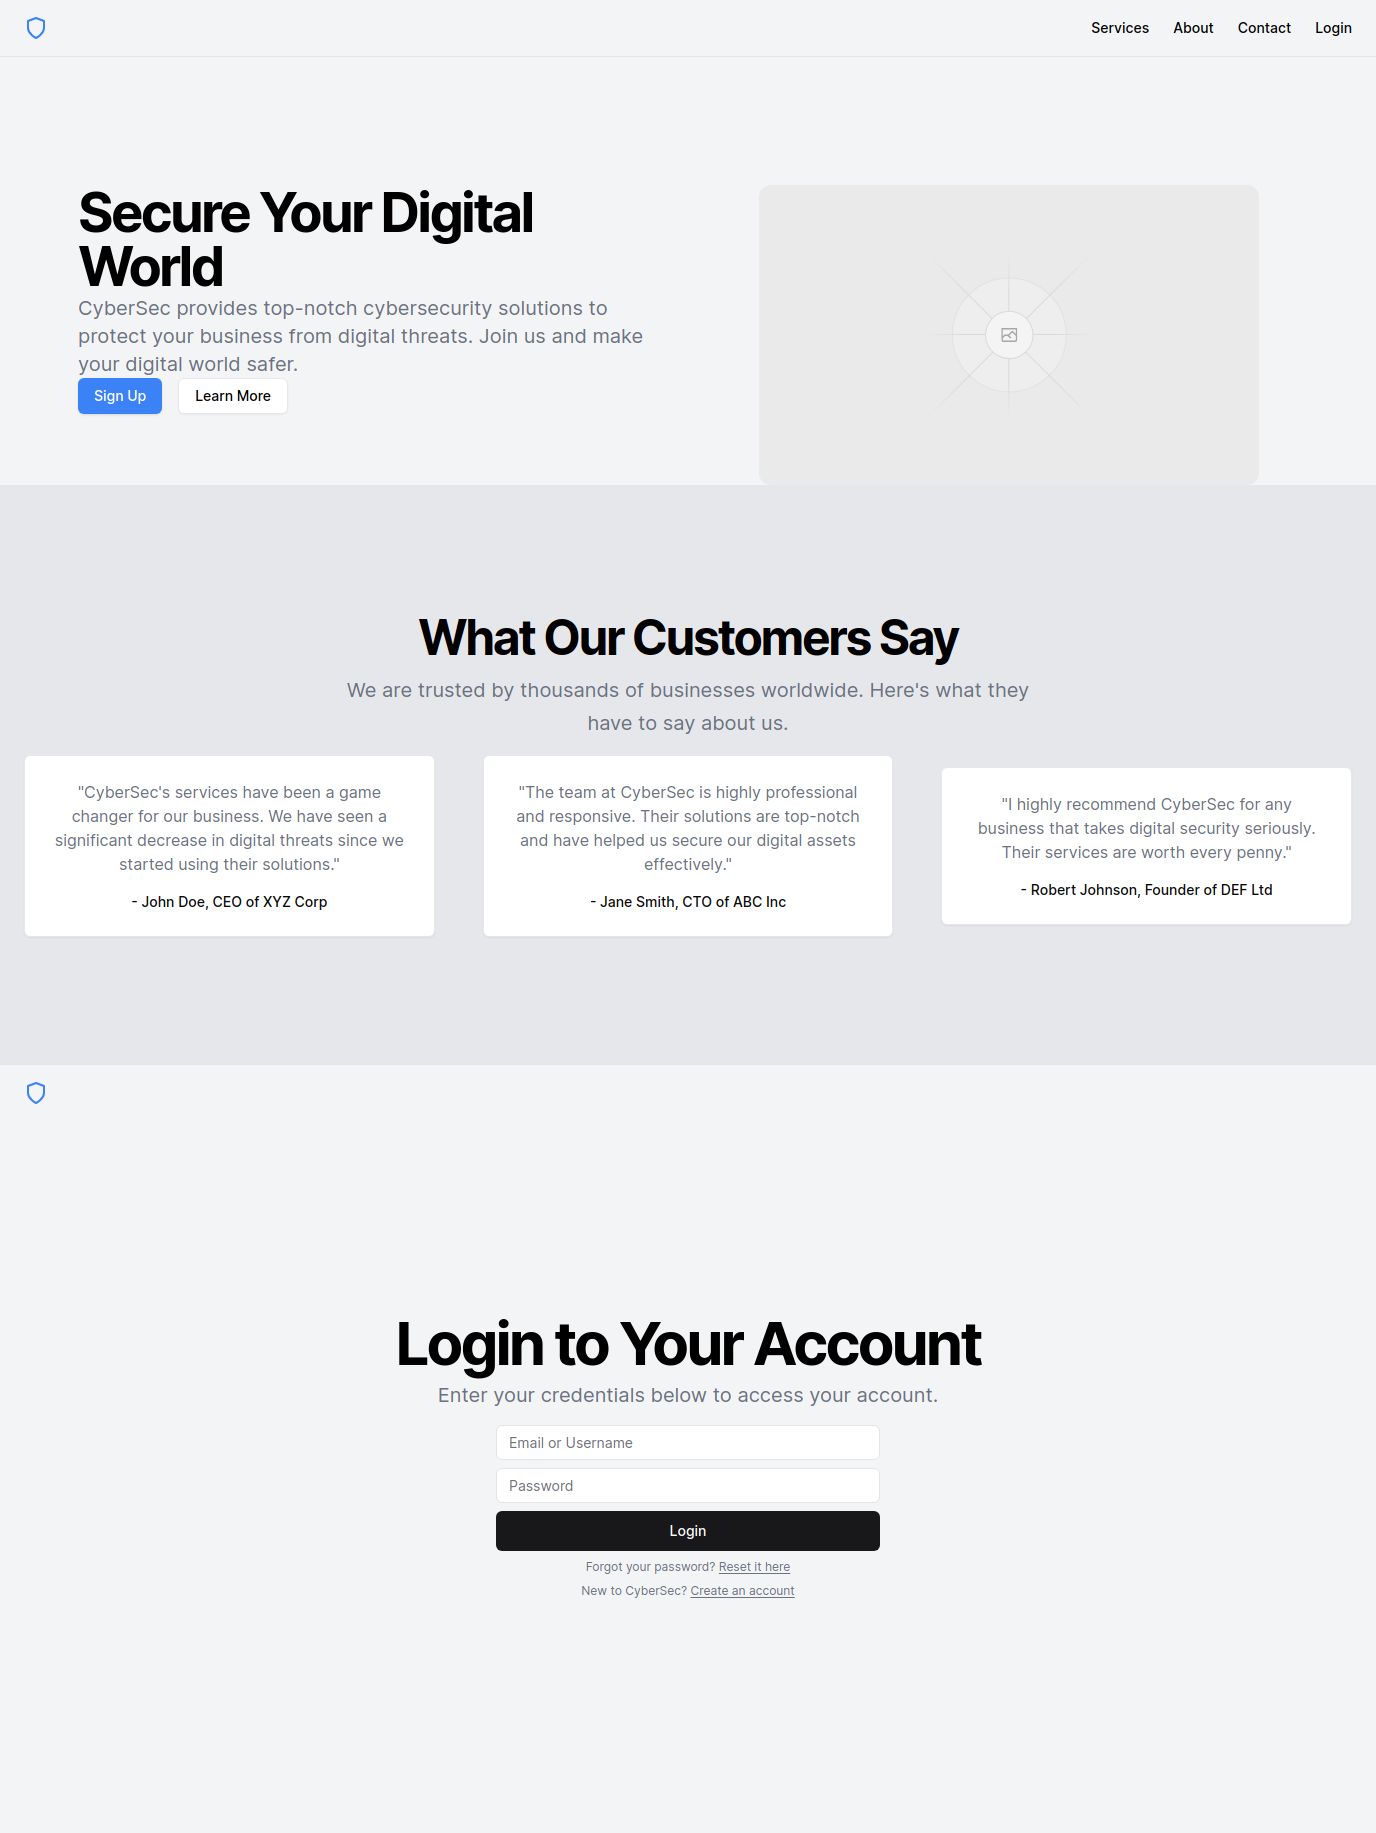 Services About Contact Login
Secure Your Digital
World
CyberSec provides top-notch cybersecurity solutions to
protect your business from digital threats. Join us and make
your digital world safer.
Sign Up Learn More
What Our Customers Say
We are trusted by thousands of businesses worldwide. Here's what they
have to say about us.
"CyberSec's services have been a game
changer for our business. We have seen a
significant decrease in digital threats since we
started using their solutions."
- John Doe, CEO of XYZ Corp
"The team at CyberSec is highly professional
and responsive. Their solutions are top-notch
and have helped us secure our digital assets
effectively."
- Jane Smith, CTO of ABC Inc
"I highly recommend CyberSec for any
business that takes digital security seriously.
Their services are worth every penny."
- Robert Johnson, Founder of DEF Ltd
Login to Your Account
Enter your credentials below to access your account.
Email or Username
Password
Login
Forgot your password? Reset it here
New to CyberSec? Create an account